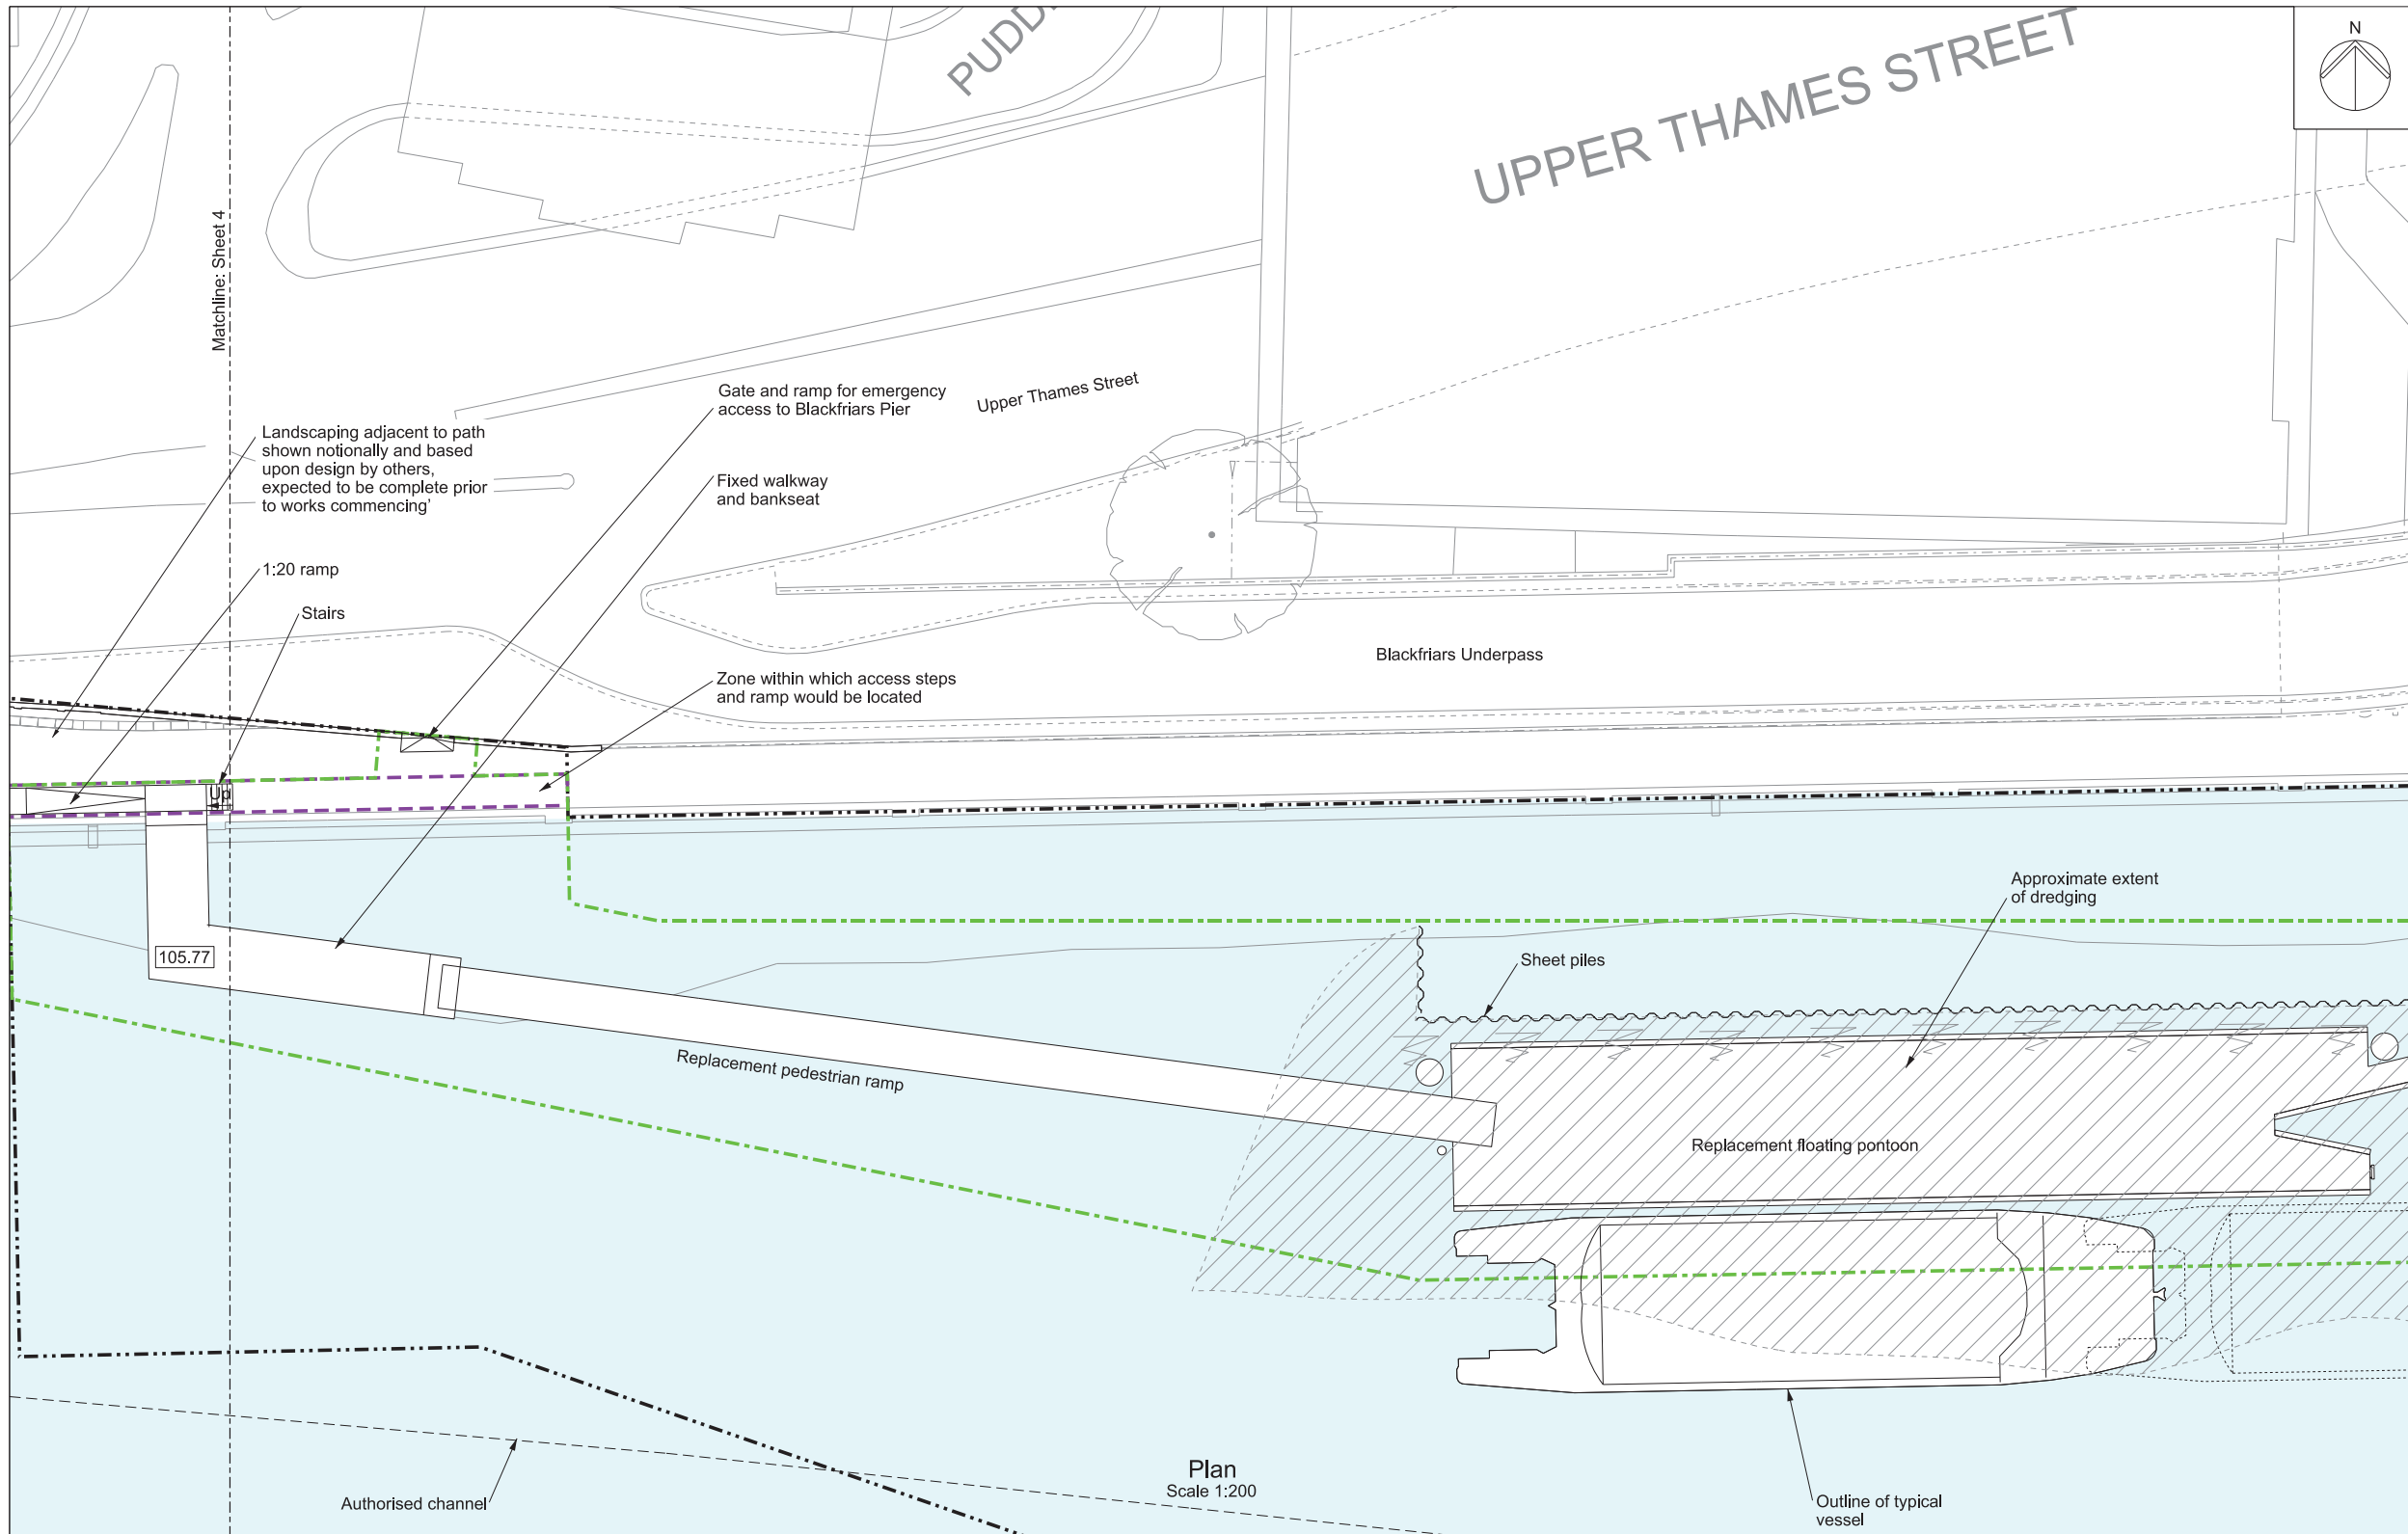 PUDD
UPPER THAMES STREET
N
Matchline: Sheet 4
Gate and ramp for emergency
access to Blackfriars Pier
Upper Thames Street
Landscaping adjacent to path
shown notionally and based
upon design by others,
expected to be complete prior
to works commencing'
Fixed walkway
and bankseat
1:20 ramp
Stairs
Blackfriars Underpass
Zone within which access steps
and ramp would be located
Up
Approximate extent
of dredging
105.77
Sheet piles
Replacement pedestrian ramp
Replacement floating pontoon
Plan
Scale 1:200
Authorised channel
Outline of typical
vessel